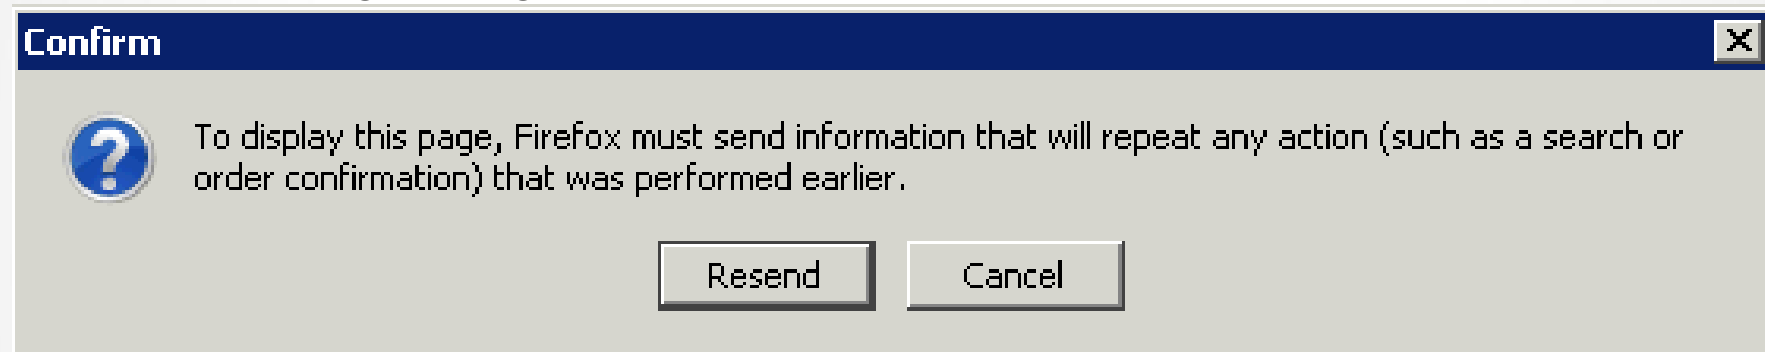 Confirm
To display this page, Firefox must send information that will repeat any action (such as a search or
order confirmation) that was performed earlier.
Resend Cancel